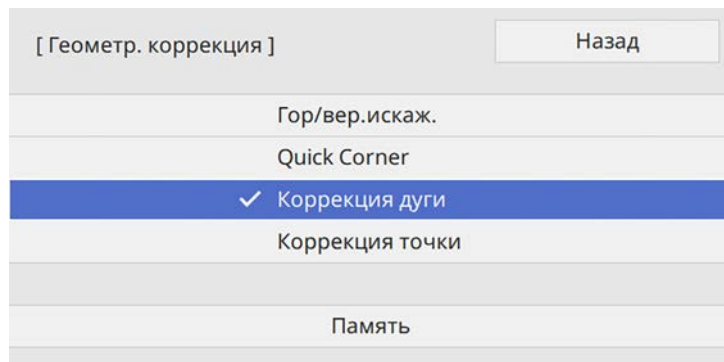 [ Геометр. коррекция ]
Назад
Гор/вер.искаж.
Quick Corner
Коррекция дуги
Коррекция точки
Память